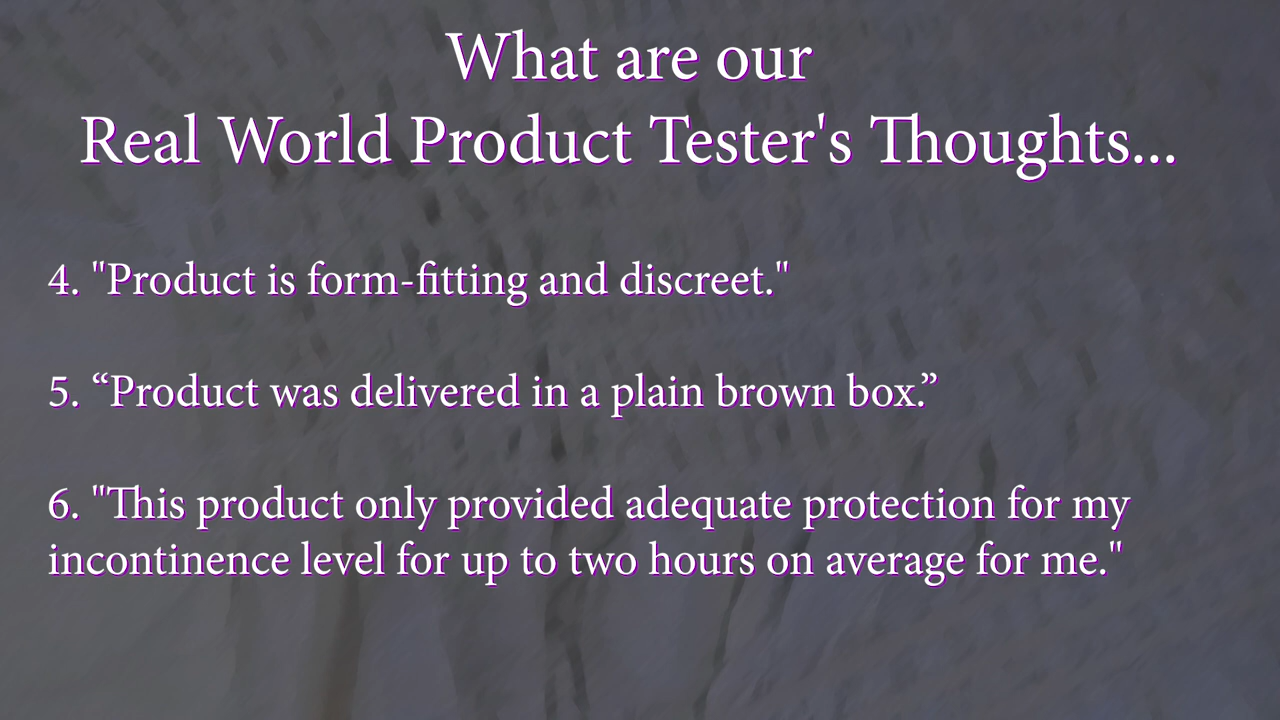 What are our
Real World Product Tester's Thoughts...
4. "Product is form-fitting and discreet."
5. “Product was delivered in a plain brown box.”
6. "This product only provided adequate protection for my
incontinence level for up to two hours on average for me."